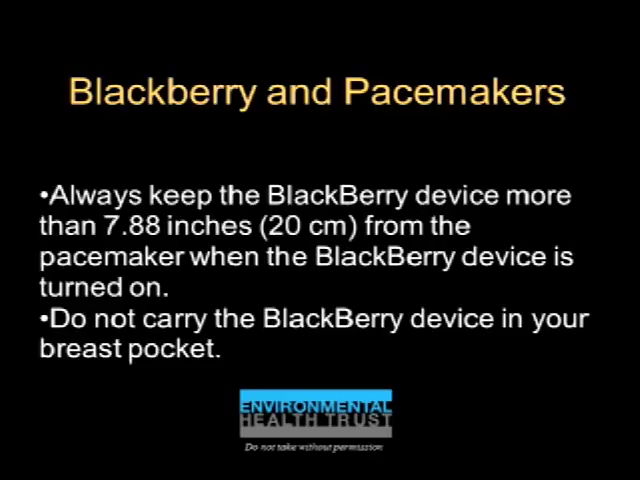 Blackberry and Pacemakers
•Always keep the BlackBerry device more
than 7.88 inches (20 cm) from the
pacemaker when the BlackBerry device is
turned on.
•Do not carry the BlackBerry device in your
breast pocket.
ENVIRONMENTAL
HEALTH TRUST
Do not take without permission